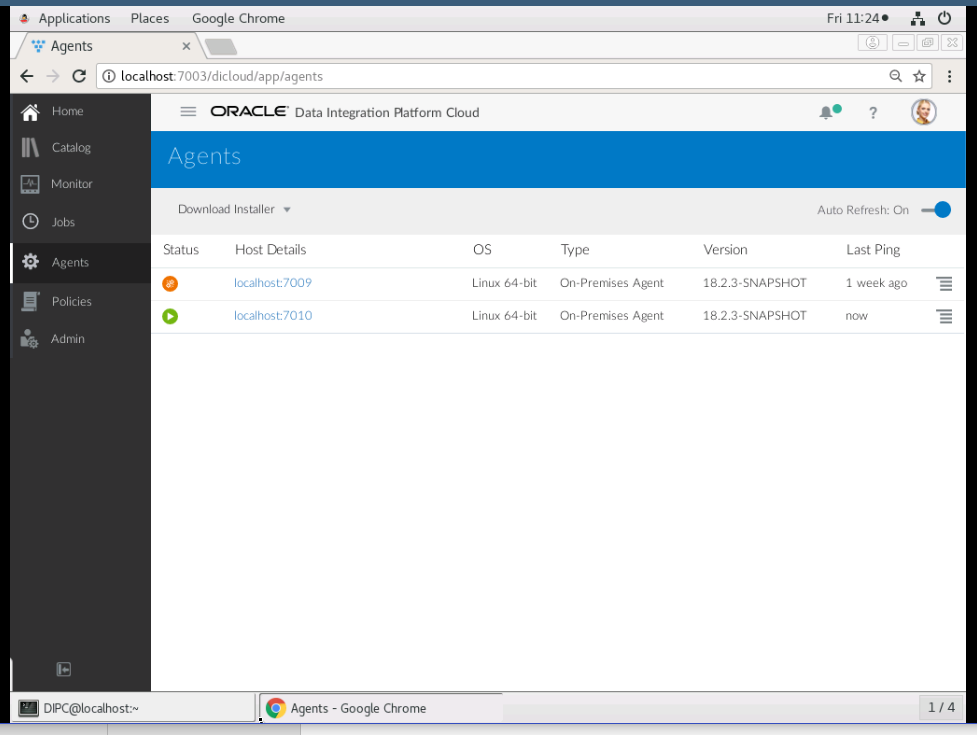 Applications Places Google Chrome Fri 11:24
Agents
localhost:7003/dicloud/app/agents
Home
ORACLE Data Integration Platform Cloud
?
Catalog
Agents
Monitor
Jobs
Download Installer Auto Refresh: On
Agents
Status Host Details OS Type Version Last Ping
localhost:7009 Linux 64-bit On-Premises Agent 18.2.3-SNAPSHOT 1 week ago
Policies
localhost:7010 Linux 64-bit On-Premises Agent 18.2.3-SNAPSHOT now
Admin
DIPC@localhost:~ Agents - Google Chrome 1 / 4